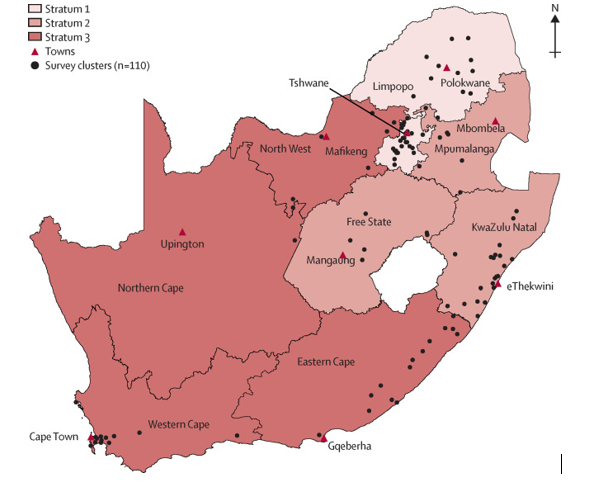 Stratum 1
Stratum 2
Stratum 3
Towns
Survey clusters (n=110)
N
Tshwane
Limpopo
Polokwane
Mbombela
North West
Mafikeng
Mpumalanga
Free State
KwaZulu Natal
Upington
Mangaung
eThekwini
Northern Cape
Eastern Cape
Western Cape
Cape Town
Gqeberha